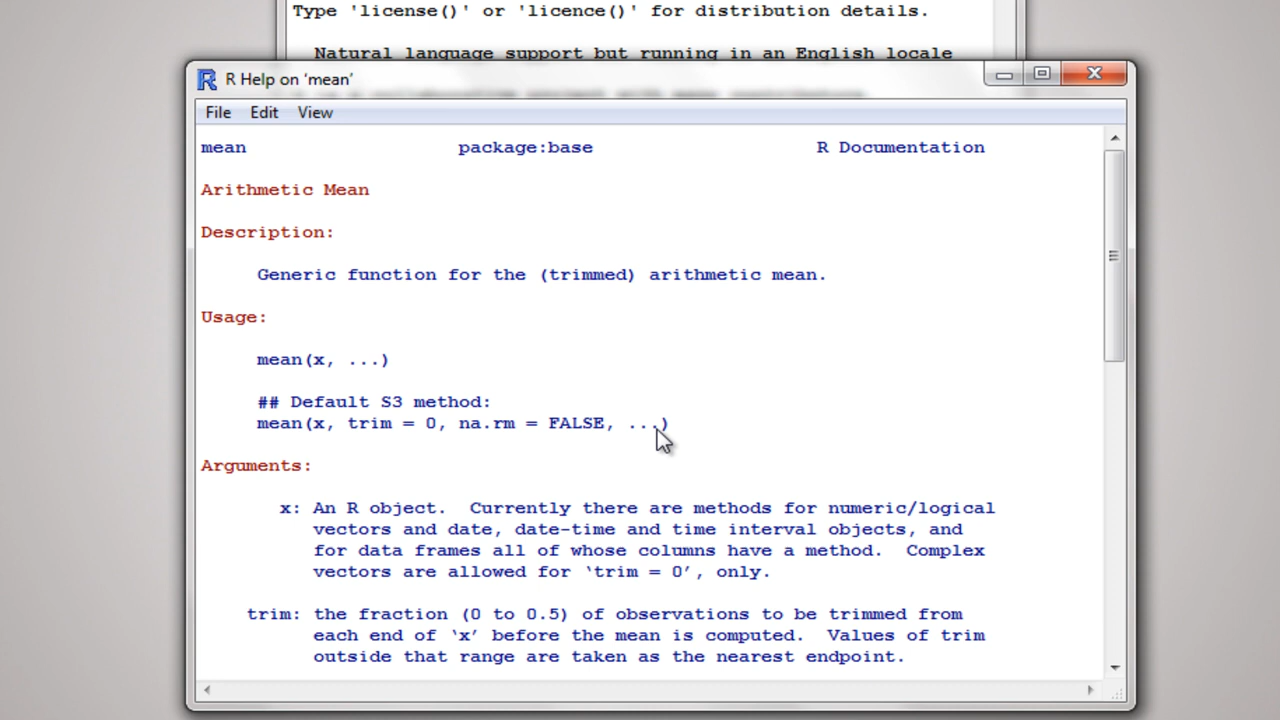 Type 'license()' or 'licence()' for distribution details.
Natural language support but running in an English locale
R Help on ‘mean’
File Edit View
mean package:base R Documentation
Arithmetic Mean
Description:
Generic function for the (trimmed) arithmetic mean.
Usage:
mean(x, ...)
## Default S3 method:
mean(x, trim = 0, na.rm = FALSE, ...)
Arguments:
x: An R object. Currently there are methods for numeric/logical
vectors and date, date-time and time interval objects, and
for data frames all of whose columns have a method. Complex
vectors are allowed for ‘trim = 0’, only.
trim: the fraction (0 to 0.5) of observations to be trimmed from
each end of ‘x’ before the mean is computed. Values of trim
outside that range are taken as the nearest endpoint.